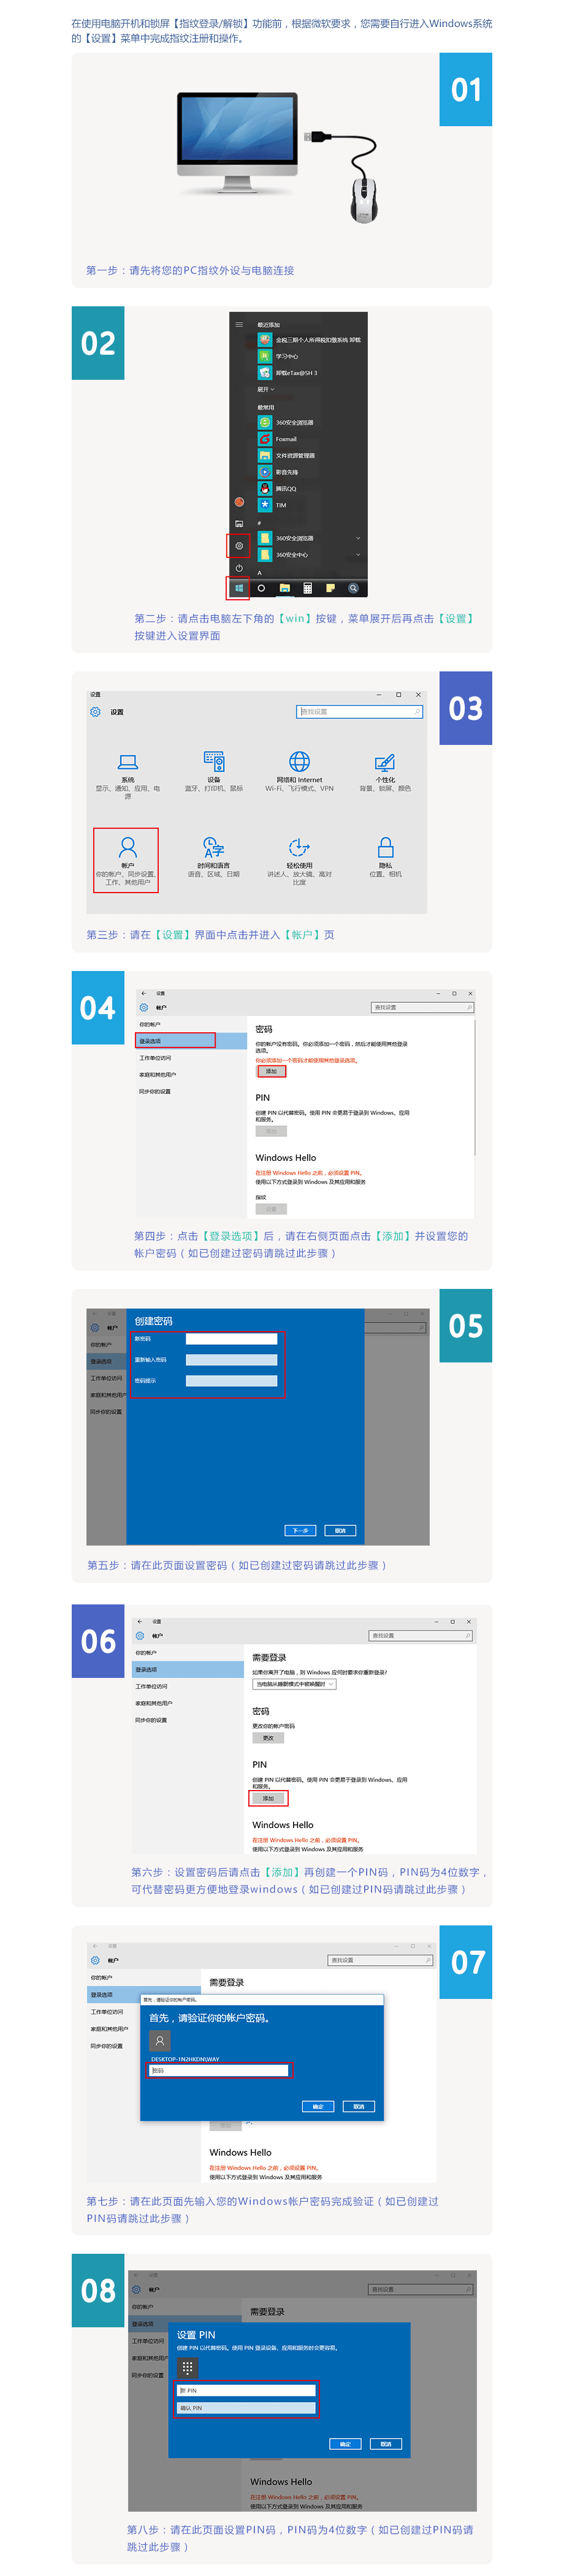 在使用电脑开机和锁屏【指纹登录/解锁】功能前，根据微软要求，您需要自行进入Windows系统
的【设置】菜单中完成指纹注册和操作。
01
第一步：请先将您的PC指纹外设与电脑连接
02
最近添加
金税三期个人所得税扣缴系统 卸载
学习中心
卸载eTax@SH 3
展开
最常用
360安全浏览器
Foxmail
文件资源管理器
影音先锋
腾讯QQ
TIM
#
360安全浏览器
360安全中心
A
第二步：请点击电脑左下角的【win】按键，菜单展开后再点击【设置】
按键进入设置界面
03
设置
设置
查找设置
系统
显示、通知、应用、电
源
设备
蓝牙、打印机、鼠标
网络和 Internet
Wi-Fi、飞行模式、VPN
个性化
背景、锁屏、颜色
帐户
你的帐户、同步设置、
工作、其他用户
时间和语言
语音、区域、日期
轻松使用
讲述人、放大镜、高对
比度
隐私
位置、相机
第三步：请在【设置】界面中点击并进入【帐户】页
04
设置
帐户
查找设置
你的帐户
登录选项
工作单位访问
家庭和其他用户
同步你的设置
密码
你的帐户没有密码。你必须添加一个密码，然后才能使用其他登录
选项。
你必须添加一个密码才能使用其他登录选项。
添加
PIN
创建 PIN 以代替密码。使用 PIN 会更易于登录到 Windows、应用
和服务。
添加
Windows Hello
在注册 Windows Hello 之前，必须设置 PIN。
使用以下方式登录到 Windows 及其应用和服务
指纹
设置
第四步：点击【登录选项】后，请在右侧页面点击【添加】并设置您的
帐户密码（如已创建过密码请跳过此步骤）
05
设置
帐户
你的帐户
登录选项
工作单位访问
家庭和其他用户
同步你的设置
创建密码
新密码
重新输入密码
密码提示
下一步
取消
第五步：请在此页面设置密码（如已创建过密码请跳过此步骤）
06
设置
帐户
查找设置
你的帐户
登录选项
工作单位访问
家庭和其他用户
同步你的设置
需要登录
如果你离开了电脑，则 Windows 应何时要求你重新登录?
当电脑从睡眠模式中被唤醒时
密码
更改你的帐户密码
更改
PIN
创建 PIN 以代替密码。使用 PIN 会更易于登录到 Windows、应用
和服务。
添加
Windows Hello
在注册 Windows Hello 之前，必须设置 PIN。
使用以下方式登录到 Windows 及其应用和服务
第六步：设置密码后请点击【添加】再创建一个PIN码，PIN码为4位数字，
可代替密码更方便地登录windows（如已创建过PIN码请跳过此步骤）
07
设置
帐户
查找设置
你的帐户
登录选项
工作单位访问
家庭和其他用户
同步你的设置
需要登录
首先，请验证你的帐户密码。
首先，请验证你的帐户密码。
DESKTOP-1N2HKDN\WAY
密码
确定
取消
添加
Windows Hello
在注册 Windows Hello 之前，必须设置 PIN。
使用以下方式登录到 Windows 及其应用和服务
第七步：请在此页面先输入您的Windows帐户密码完成验证（如已创建过
PIN码请跳过此步骤）
08
设置
帐户
查找设置
你的帐户
登录选项
工作单位访问
家庭和其他用户
同步你的设置
需要登录
设置 PIN
创建 PIN 以代替密码。使用 PIN 登录设备、应用和服务时会更容易。
新 PIN
确认 PIN
确定
取消
Windows Hello
在注册 Windows Hello 之前，必须设置 PIN。
使用以下方式登录到 Windows 及其应用和服务
第八步：请在此页面设置PIN码，PIN码为4位数字（如已创建过PIN码请
跳过此步骤）